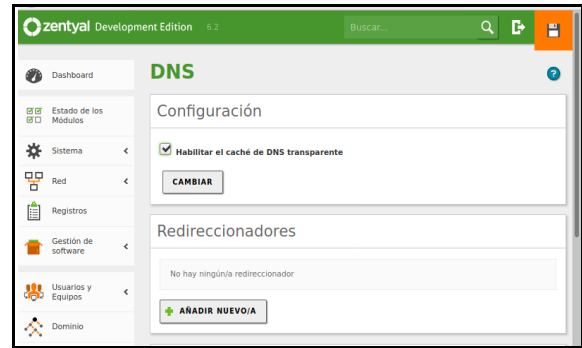 zentyal Development Edition 6.2
Buscar...
Dashboard
Estado de los
Módulos
Sistema
Red
Registros
Gestión de
software
Usuarios y
Equipos
Dominio
DNS
?
Configuración
Habilitar el caché de DNS transparente
CAMBIAR
Redireccionadores
No hay ningún/a redireccionador
AÑADIR NUEVO/A